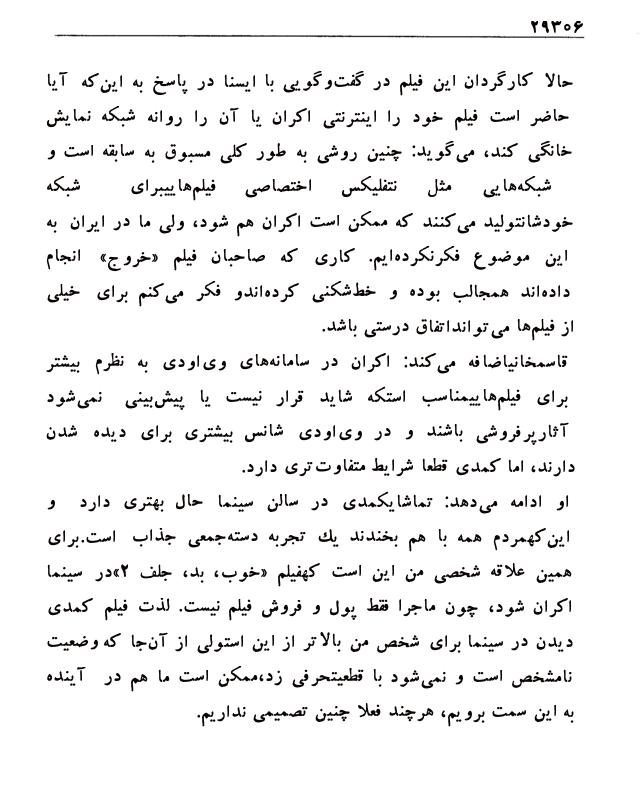 ۲۹۳۰۶
حالا کارگردان این فیلم در گفت‌وگویی با ایسنا در پاسخ به این‌که آیا
حاضر است فیلم خود را اینترنتی اکران یا آن را روانه شبکه نمایش
خانگی کند، می‌گوید: چنین روشی به طور کلی مسبوق به سابقه است و
شبکه‌هایی مثل نتفلیکس اختصاصی فیلم‌هاییبرای شبکه
خودشانتولید می‌کنند که ممکن است اکران هم شود، ولی ما در ایران به
این موضوع فکرنکرده‌ایم. کاری که صاحبان فیلم «خروج» انجام
داده‌اند همجالب بوده و خط‌شکنی کرده‌اندو فکر می‌کنم برای خیلی
از فیلم‌ها می‌توانداتفاق درستی باشد.
قاسمخانیاضافه می‌کند: اکران در سامانه‌های وی‌اودی به نظرم بیشتر
برای فیلم‌هاییمناسب استکه شاید قرار نیست یا پیش‌بینی نمی‌شود
آثارپرفروشی باشند و در وی‌اودی شانس بیشتری برای دیده شدن
دارند، اما کمدی قطعا شرایط متفاوت‌تری دارد.
او ادامه می‌دهد: تماشایکمدی در سالن سینما حال بهتری دارد و
این‌کهمردم همه با هم بخندند یك تجربه دسته‌جمعی جذاب است.برای
همین علاقه شخصی من این است کهفیلم «خوب، بد، جلف ۲»در سینما
اکران شود، چون ماجرا فقط پول و فروش فیلم نیست. لذت فیلم کمدی
دیدن در سینما برای شخص من بالاتر از این استولی از آن‌جا که وضعیت
نامشخص است و نمی‌شود با قطعیتحرفی زد،ممکن است ما هم در آینده
به این سمت برویم، هرچند فعلا چنین تصمیمی نداریم.